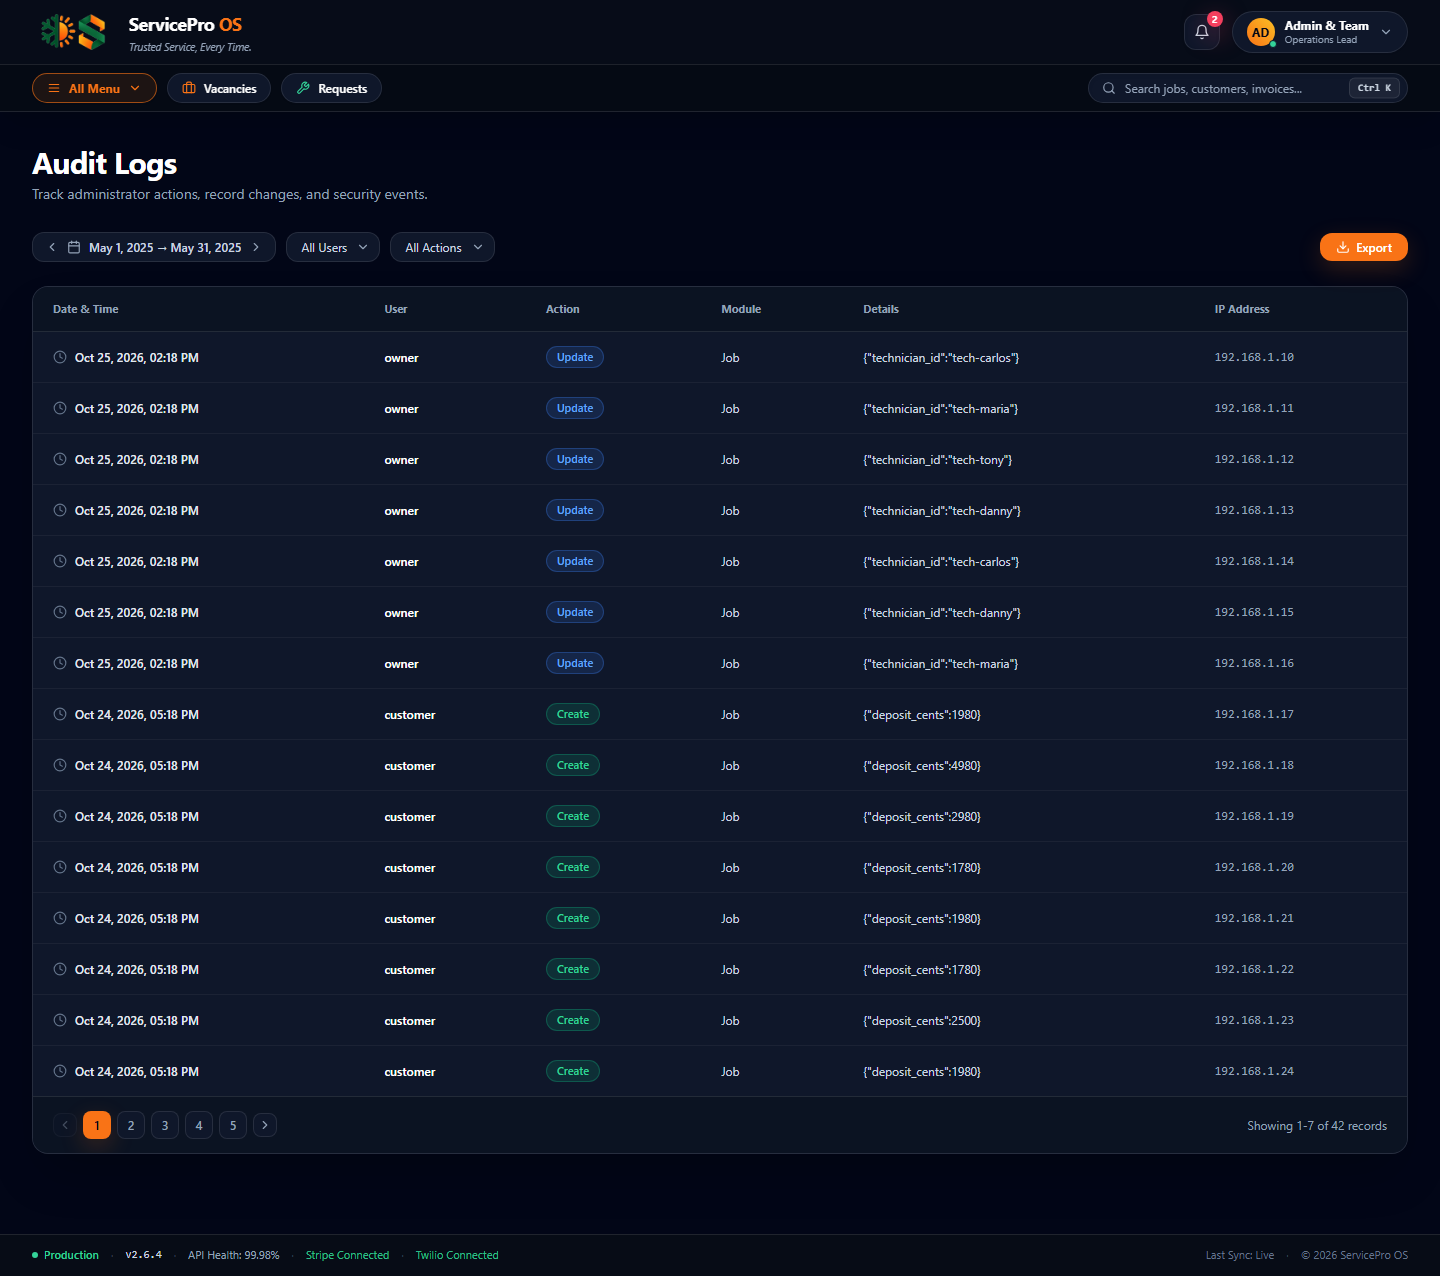 ServicePro OS
Trusted Service, Every Time.
2
AD
Admin & Team
Operations Lead
All Menu
Vacancies
Requests
Search jobs, customers, invoices...
Ctrl K
Audit Logs
Track administrator actions, record changes, and security events.
May 1, 2025 → May 31, 2025
All Users
All Actions
Export
Date & Time User Action Module Details IP Address
Oct 25, 2026, 02:18 PM owner Update Job {"technician_id":"tech-carlos"} 192.168.1.10
Oct 25, 2026, 02:18 PM owner Update Job {"technician_id":"tech-maria"} 192.168.1.11
Oct 25, 2026, 02:18 PM owner Update Job {"technician_id":"tech-tony"} 192.168.1.12
Oct 25, 2026, 02:18 PM owner Update Job {"technician_id":"tech-danny"} 192.168.1.13
Oct 25, 2026, 02:18 PM owner Update Job {"technician_id":"tech-carlos"} 192.168.1.14
Oct 25, 2026, 02:18 PM owner Update Job {"technician_id":"tech-danny"} 192.168.1.15
Oct 25, 2026, 02:18 PM owner Update Job {"technician_id":"tech-maria"} 192.168.1.16
Oct 24, 2026, 05:18 PM customer Create Job {"deposit_cents":1980} 192.168.1.17
Oct 24, 2026, 05:18 PM customer Create Job {"deposit_cents":4980} 192.168.1.18
Oct 24, 2026, 05:18 PM customer Create Job {"deposit_cents":2980} 192.168.1.19
Oct 24, 2026, 05:18 PM customer Create Job {"deposit_cents":1780} 192.168.1.20
Oct 24, 2026, 05:18 PM customer Create Job {"deposit_cents":1980} 192.168.1.21
Oct 24, 2026, 05:18 PM customer Create Job {"deposit_cents":1780} 192.168.1.22
Oct 24, 2026, 05:18 PM customer Create Job {"deposit_cents":2500} 192.168.1.23
Oct 24, 2026, 05:18 PM customer Create Job {"deposit_cents":1980} 192.168.1.24
1 2 3 4 5
Showing 1-7 of 42 records
Production · v2.6.4 · API Health: 99.98% · Stripe Connected · Twilio Connected
Last Sync: Live · © 2026 ServicePro OS